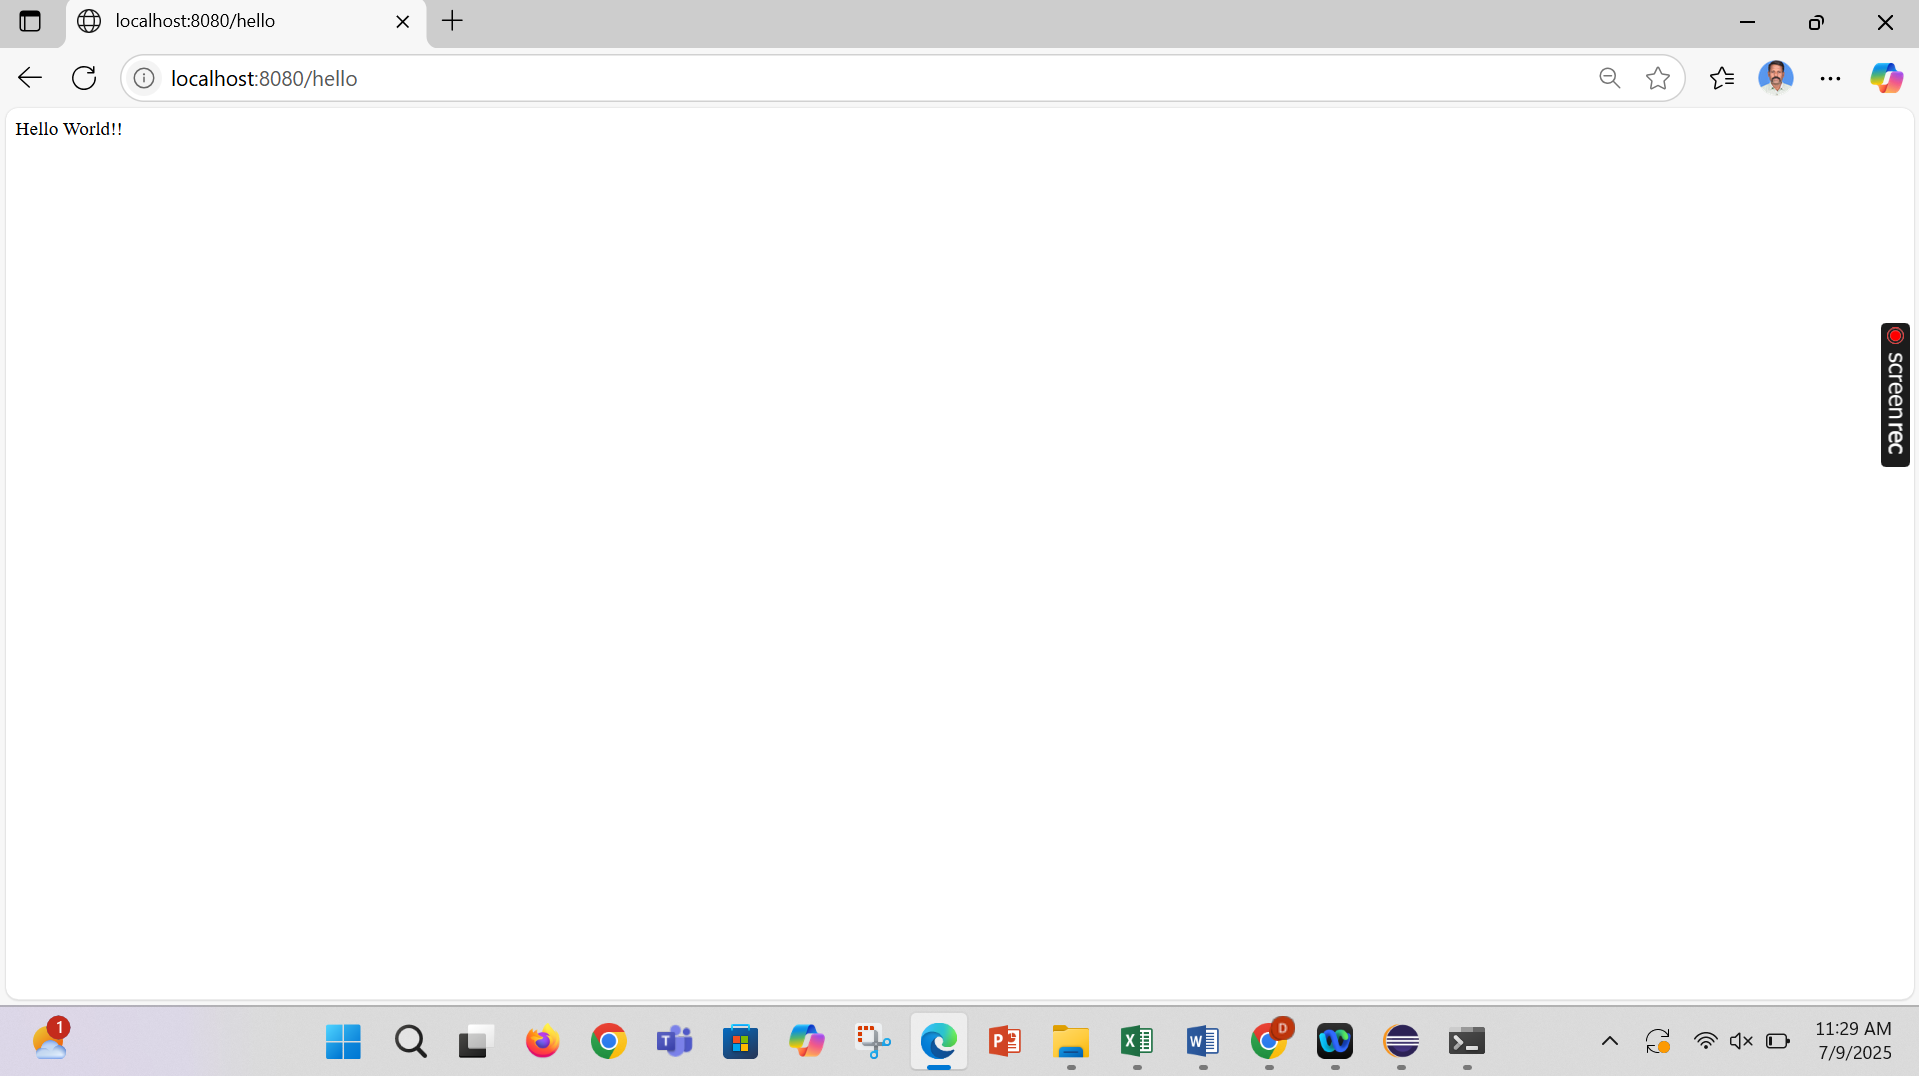 localhost:8080/hello
localhost:8080/hello
Hello World!!
screenrec
1
T
P
X
W
D
11:29 AM
7/9/2025